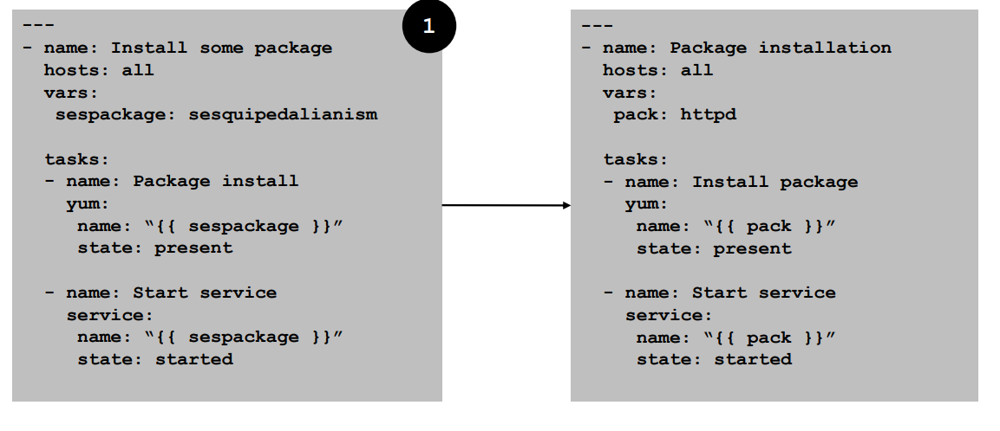 1
---
- name: Install some package
  hosts: all
  vars:
   sespackage: sesquipedalianism

  tasks:
  - name: Package install
    yum:
     name: “{{ sespackage }}”
     state: present

  - name: Start service
    service:
     name: “{{ sespackage }}”
     state: started

---
- name: Package installation
  hosts: all
  vars:
   pack: httpd

  tasks:
  - name: Install package
    yum:
     name: “{{ pack }}”
     state: present

  - name: Start service
    service:
     name: “{{ pack }}”
     state: started